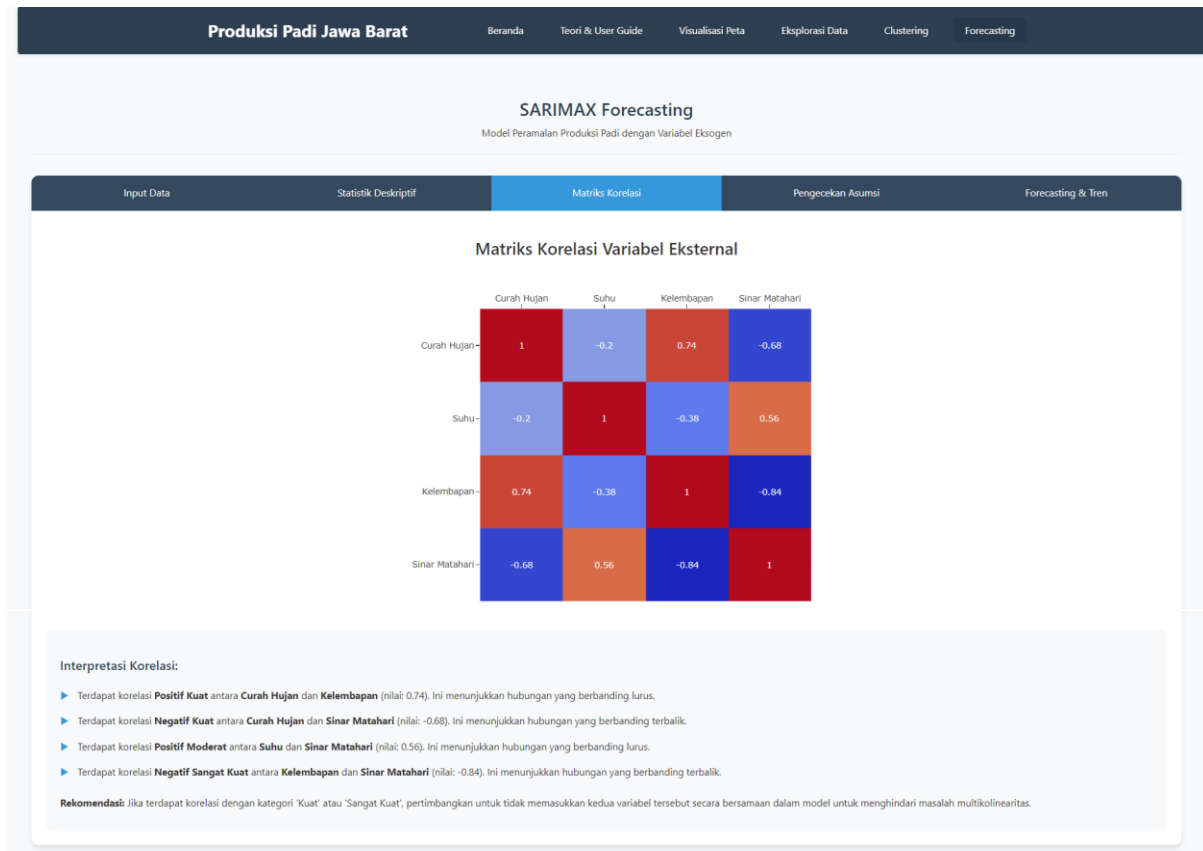 Produksi Padi Jawa Barat Beranda Teori & User Guide Visualisasi Peta Eksplorasi Data Clustering Forecasting
SARIMAX Forecasting
Model Peramalan Produksi Padi dengan Variabel Eksogen
Input Data Statistik Deskriptif Matriks Korelasi Pengecekan Asumsi Forecasting & Tren
Matriks Korelasi Variabel Eksternal
Curah Hujan Suhu Kelembapan Sinar Matahari
Curah Hujan 1 -0.2 0.74 -0.68
Suhu -0.2 1 -0.38 0.56
Kelembapan 0.74 -0.38 1 -0.84
Sinar Matahari -0.68 0.56 -0.84 1
Interpretasi Korelasi:
Terdapat korelasi Positif Kuat antara Curah Hujan dan Kelembapan (nilai: 0.74). Ini menunjukkan hubungan yang berbanding lurus.
Terdapat korelasi Negatif Kuat antara Curah Hujan dan Sinar Matahari (nilai: -0.68). Ini menunjukkan hubungan yang berbanding terbalik.
Terdapat korelasi Positif Moderat antara Suhu dan Sinar Matahari (nilai: 0.56). Ini menunjukkan hubungan yang berbanding lurus.
Terdapat korelasi Negatif Sangat Kuat antara Kelembapan dan Sinar Matahari (nilai: -0.84). Ini menunjukkan hubungan yang berbanding terbalik.
Rekomendasi: Jika terdapat korelasi dengan kategori 'Kuat' atau 'Sangat Kuat', pertimbangkan untuk tidak memasukkan kedua variabel tersebut secara bersamaan dalam model untuk menghindari masalah multikolinearitas.